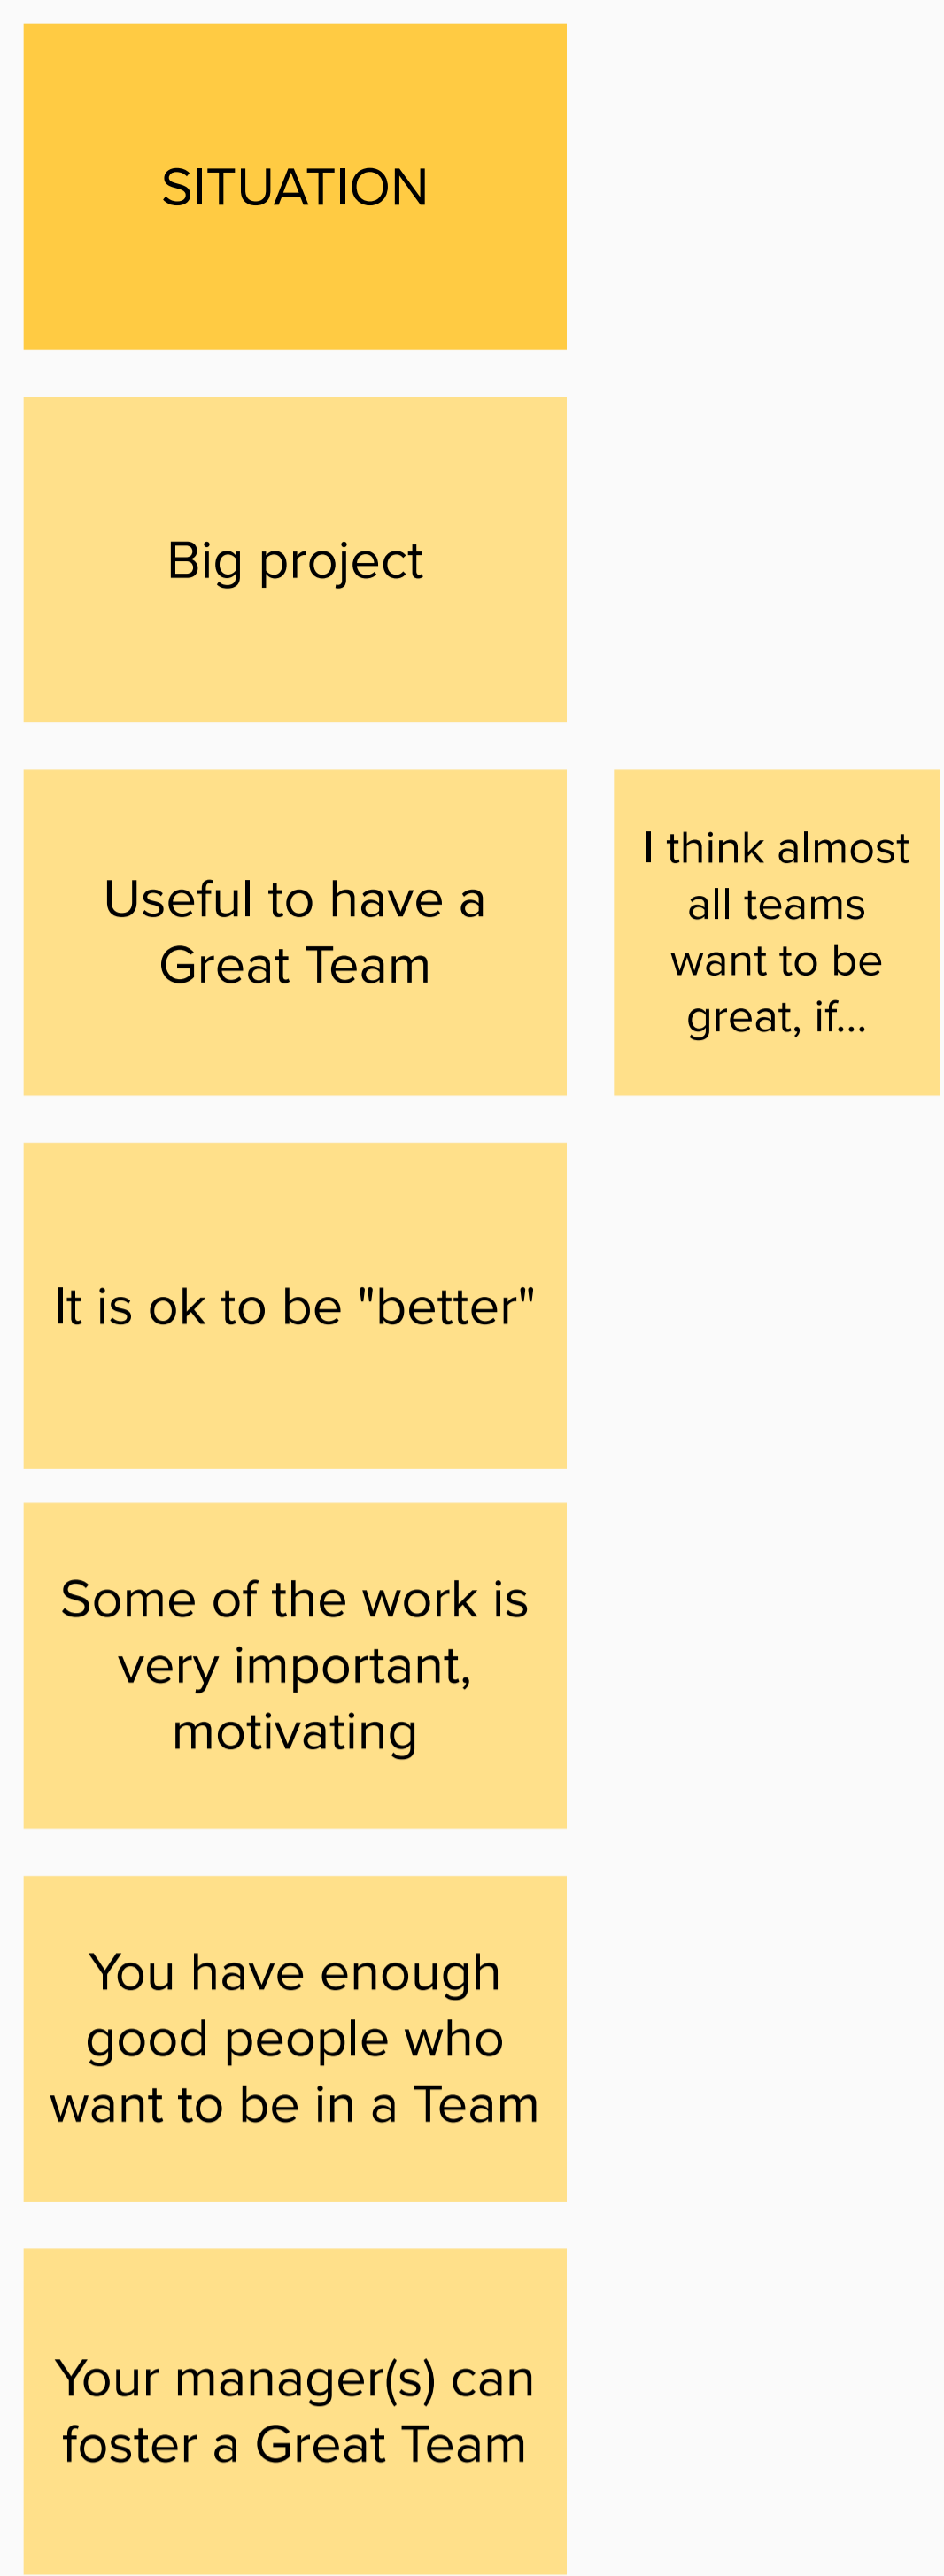 SITUATION
Big project
Useful to have a
Great Team
I think almost
all teams
want to be
great, if...
It is ok to be "better"
Some of the work is
very important,
motivating
You have enough
good people who
want to be in a Team
Your manager(s) can
foster a Great Team